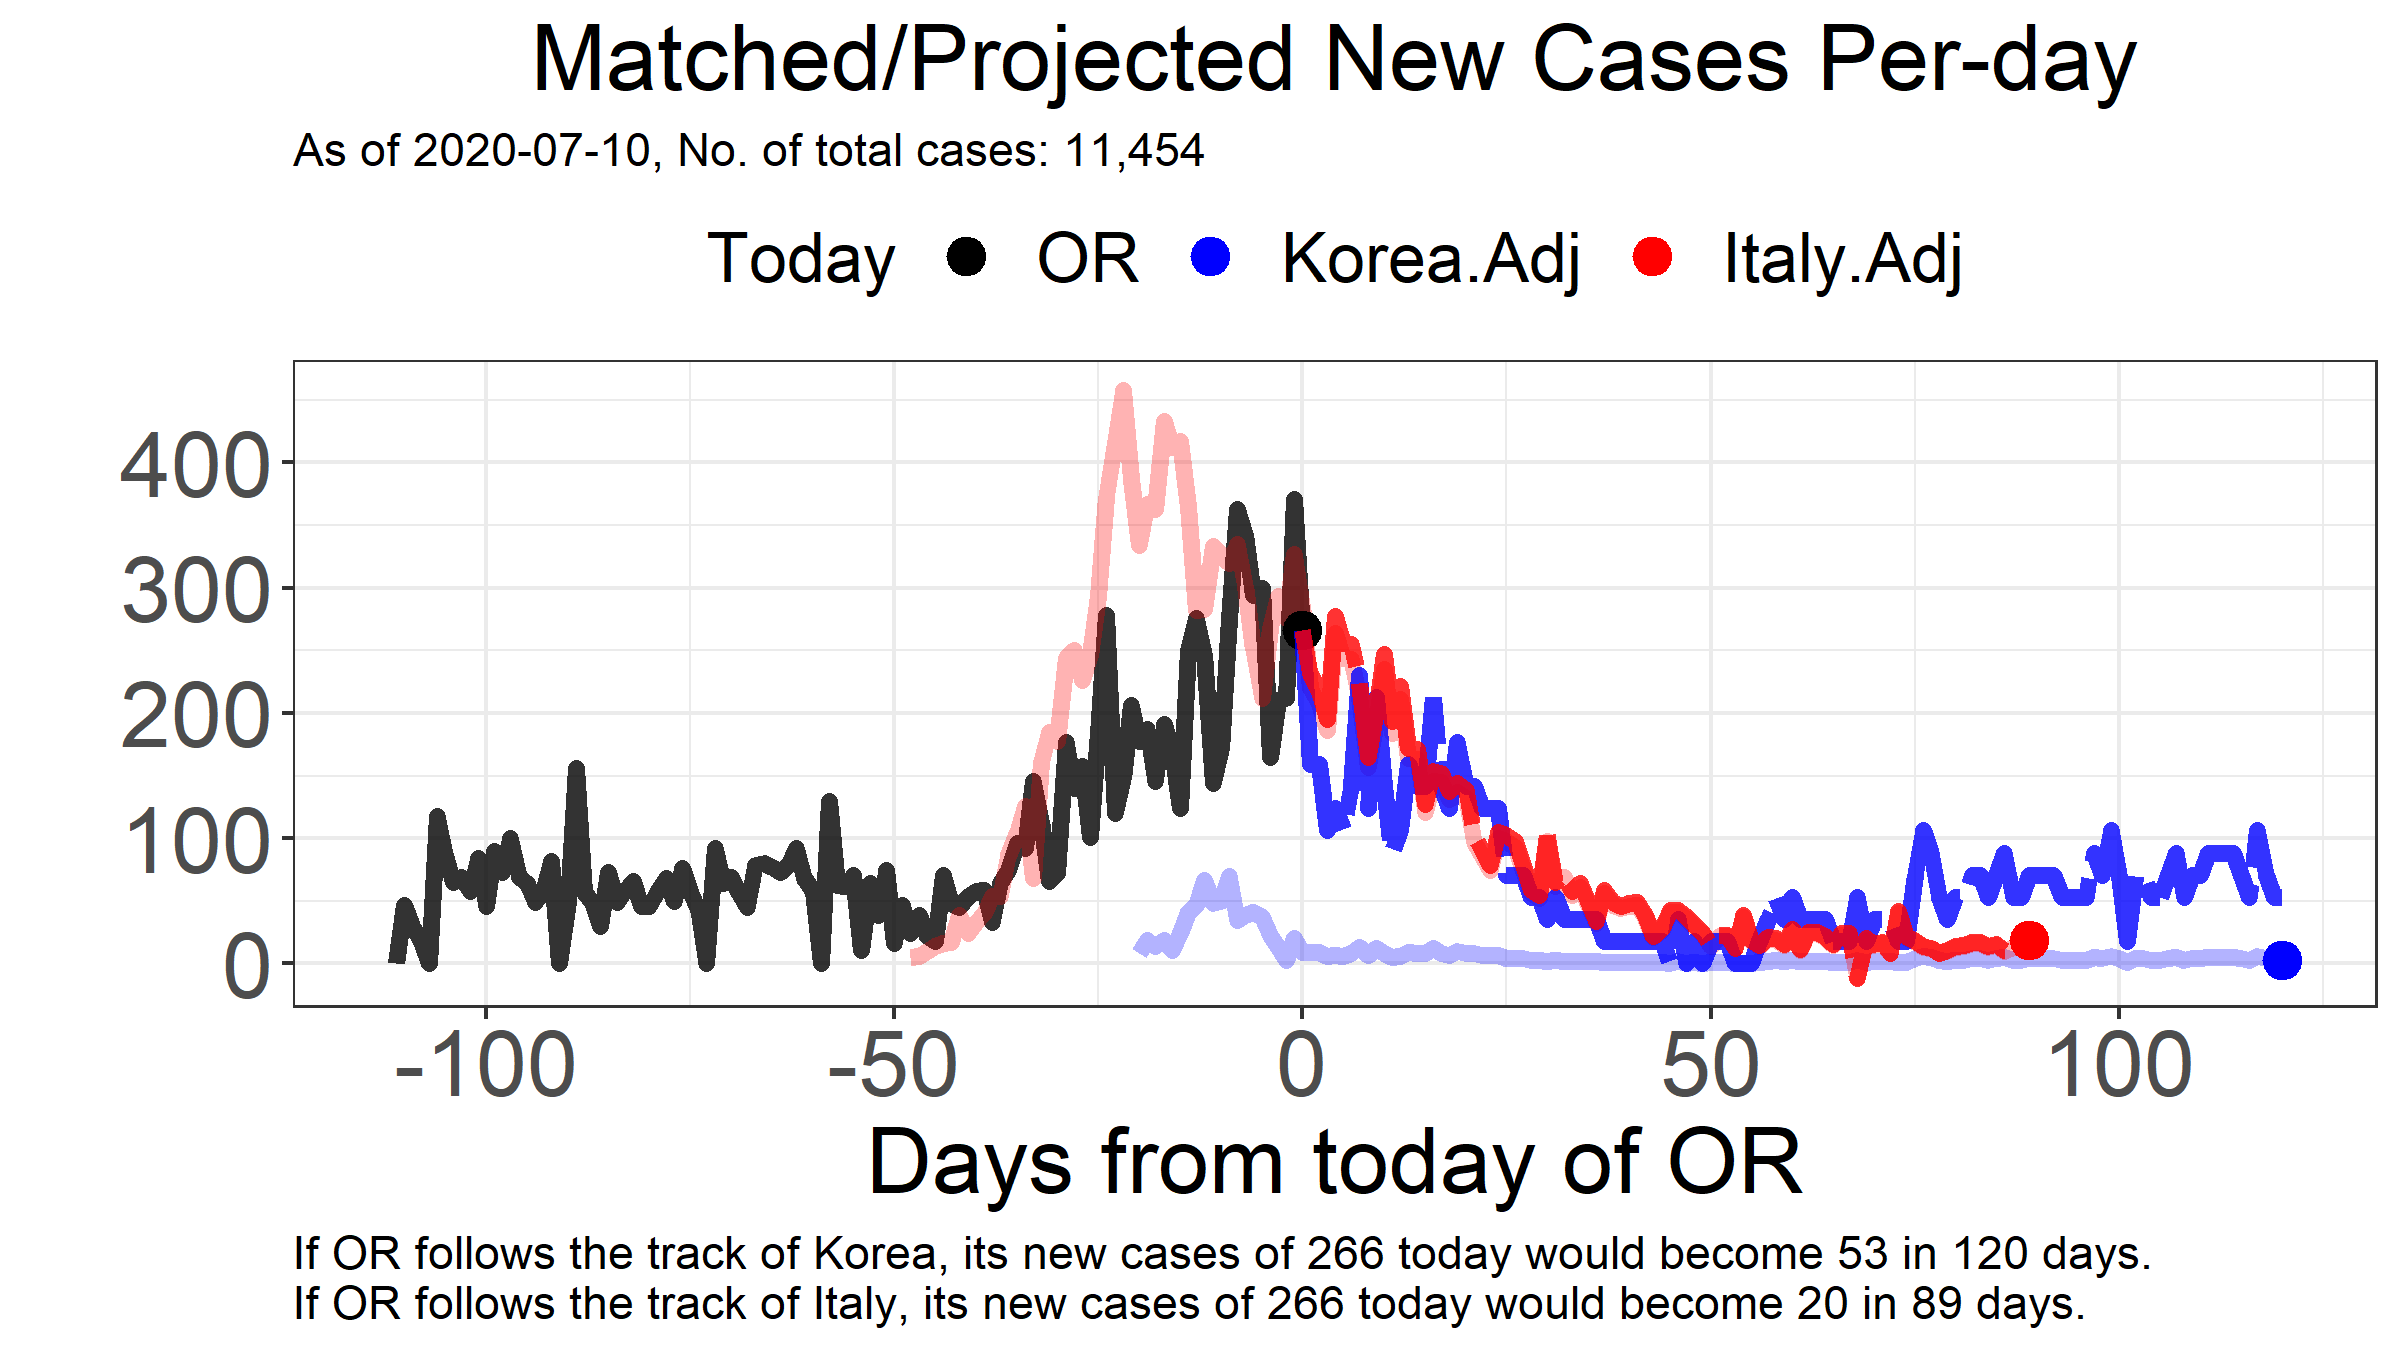 Matched/Projected New Cases Per-day
As of 2020-07-10, No. of total cases: 11,454
Today OR Korea.Adj Italy.Adj
400
300
200
100
0
-100 -50 0 50 100
Days from today of OR
If OR follows the track of Korea, its new cases of 266 today would become 53 in 120 days.
If OR follows the track of Italy, its new cases of 266 today would become 20 in 89 days.